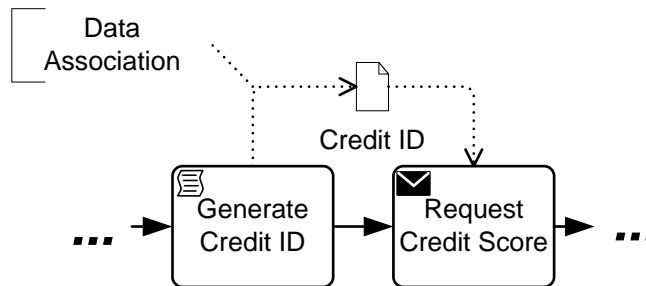 Data
Association
Credit ID
Generate
Credit ID
Request
Credit Score
...
...